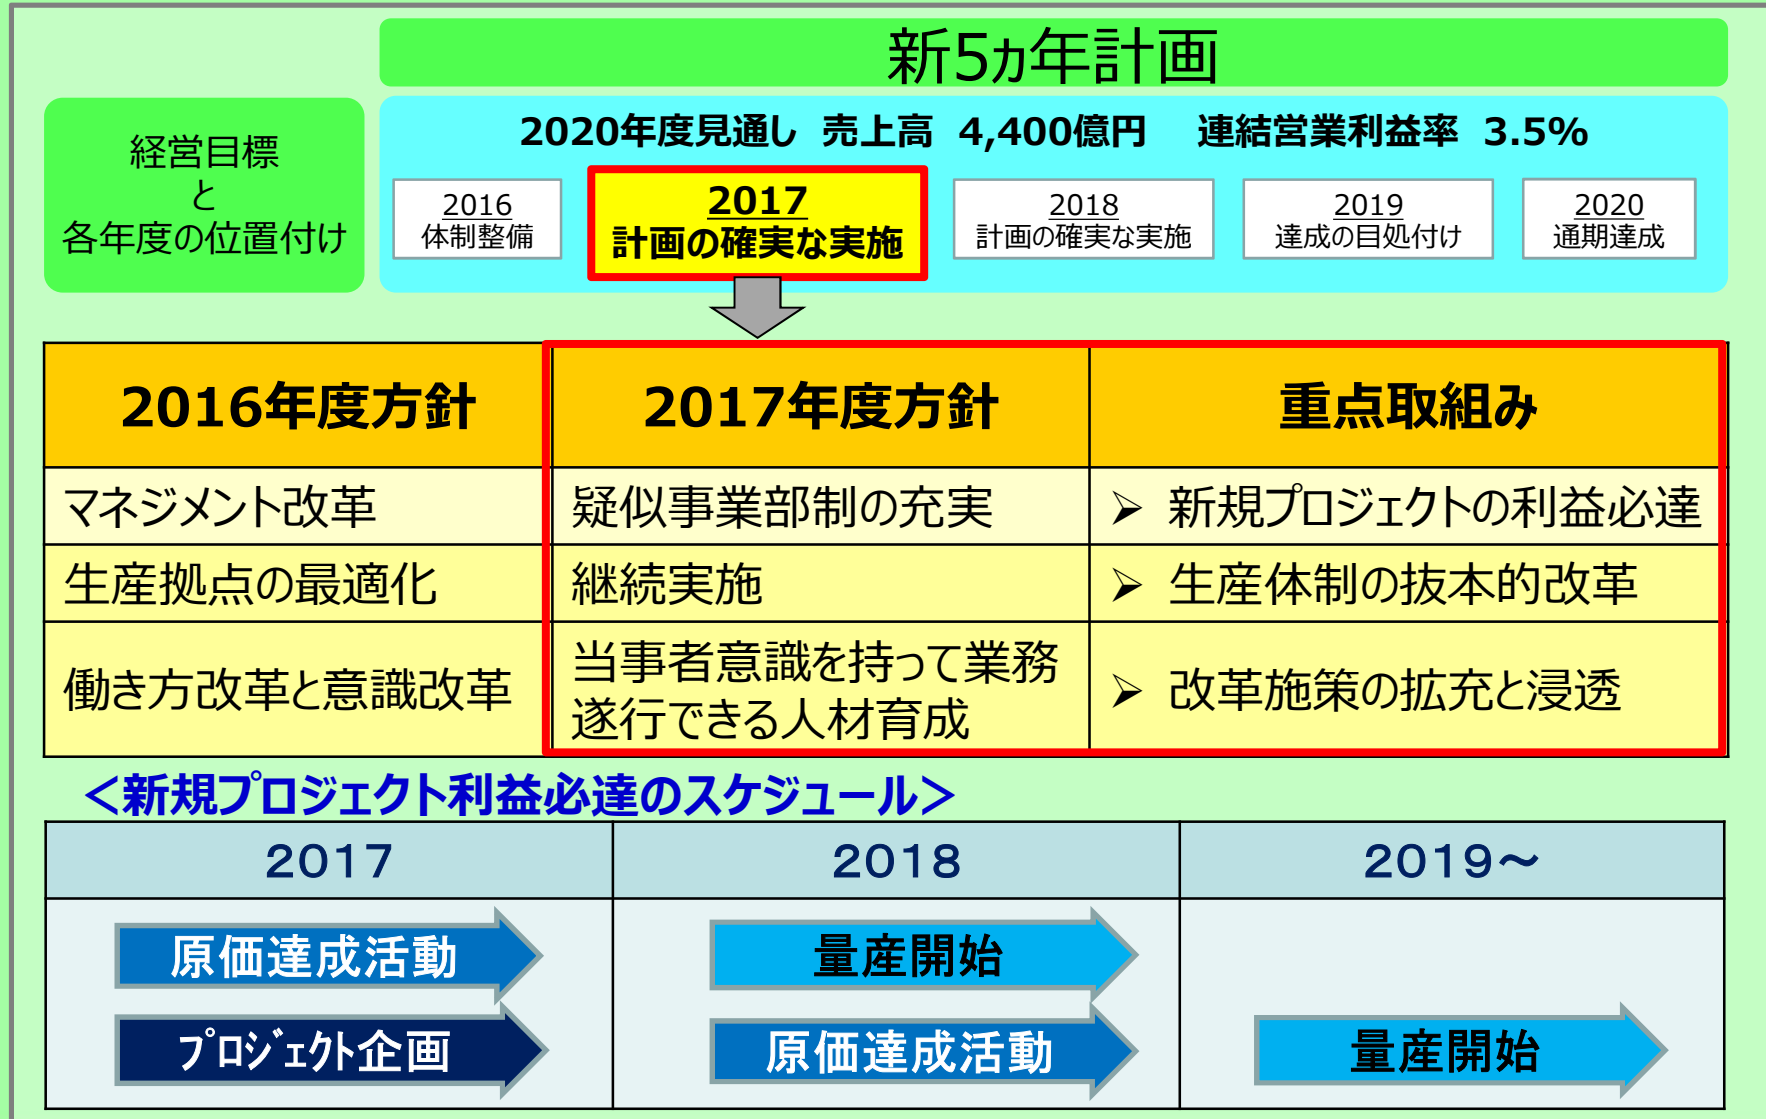 新5ヵ年計画
経営目標
と
各年度の位置付け
2020年度見通し 売上高 4,400億円 連結営業利益率 3.5%
2016
体制整備
2017
計画の確実な実施
2018
計画の確実な実施
2019
達成の目処付け
2020
通期達成
2016年度方針
2017年度方針
重点取組み
マネジメント改革
疑似事業部制の充実
➢ 新規プロジェクトの利益必達
生産拠点の最適化
継続実施
➢ 生産体制の抜本的改革
働き方改革と意識改革
当事者意識を持って業務
遂行できる人材育成
➢ 改革施策の拡充と浸透
＜新規プロジェクト利益必達のスケジュール＞
2017
2018
2019～
原価達成活動
量産開始
プロジェクト企画
原価達成活動
量産開始